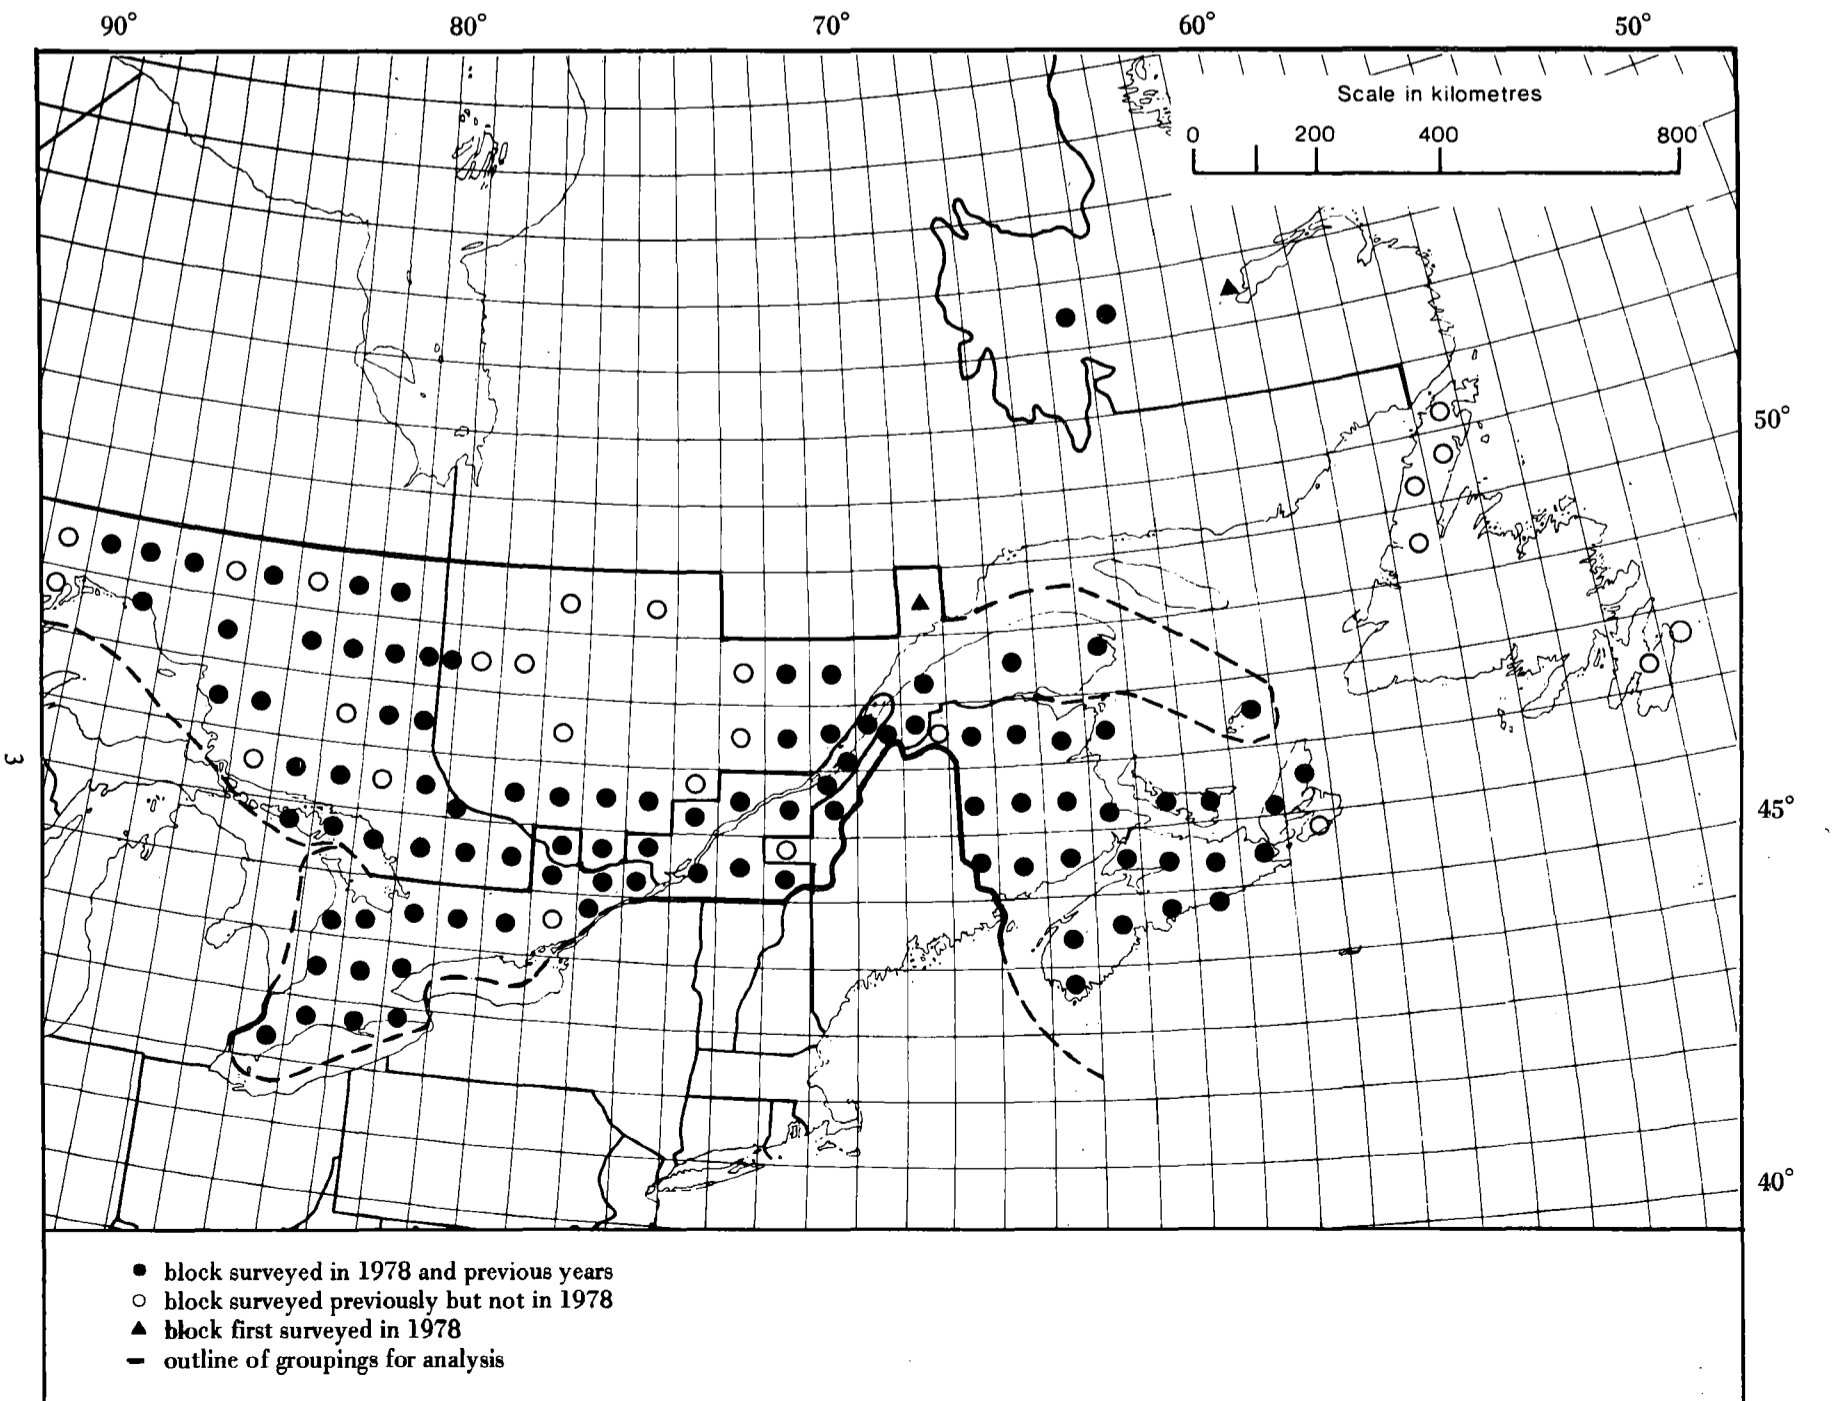 90° 80° 70° 60° 50°
Scale in kilometres
0 200 400 800
50°
45°
40°
3
block surveyed in 1978 and previous years
block surveyed previously but not in 1978
block first surveyed in 1978
outline of groupings for analysis